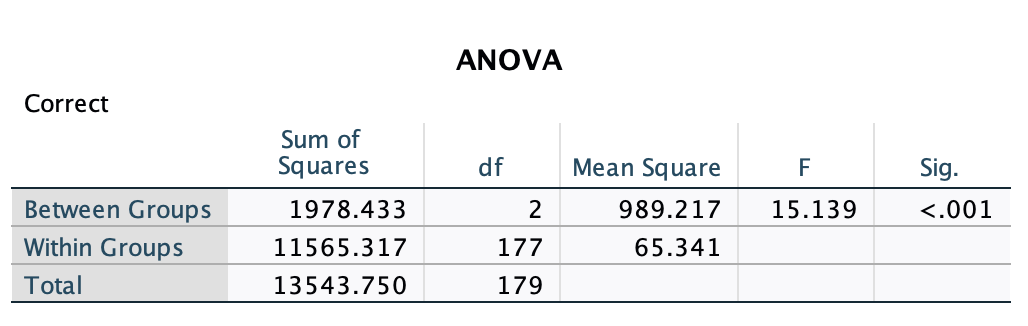 ANOVA
Correct
Sum of
Squares df Mean Square F Sig.
Between Groups 1978.433 2 989.217 15.139 <.001
Within Groups 11565.317 177 65.341
Total 13543.750 179